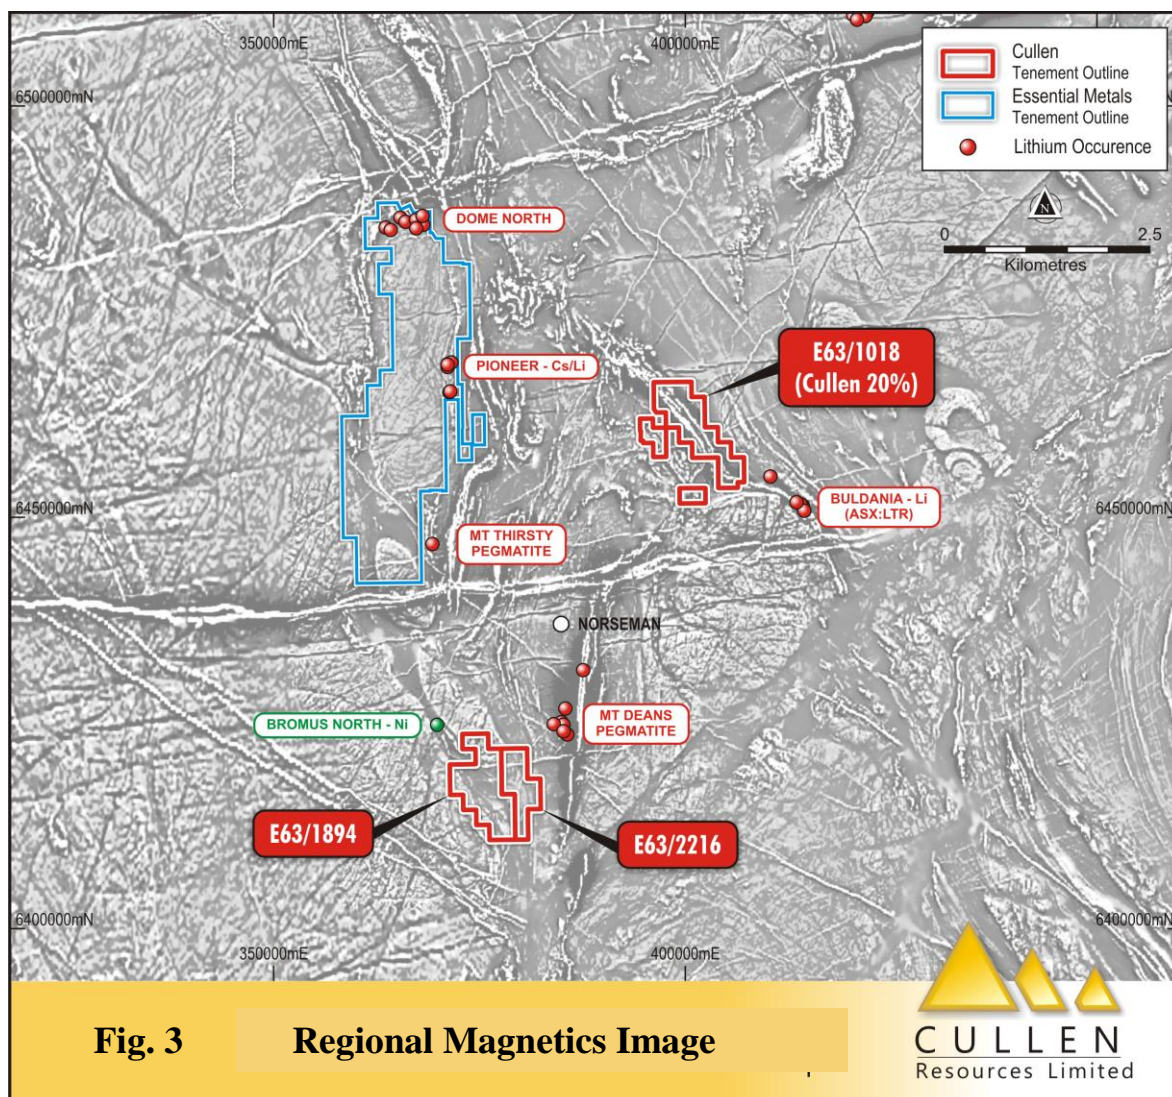 350000mE
400000mE
6500000mN
Cullen
Tenement Outline
Essential Metals
Tenement Outline
Lithium Occurence
N
0 2.5
Kilometres
DOME NORTH
PIONEER - Cs/Li
E63/1018
(Cullen 20%)
BULDANIA - Li
(ASX:LTR)
6450000mN
6450000mN
MT THIRSTY
PEGMATITE
NORSEMAN
BROMUS NORTH - Ni
MT DEANS
PEGMATITE
E63/1894
E63/2216
6400000mN
6400000mN
350000mE
400000mE
Fig. 3 Regional Magnetics Image
CULLEN
Resources Limited